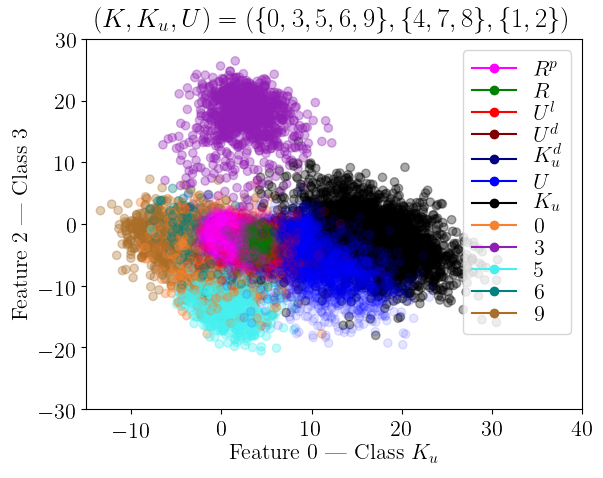 (K, K_u, U) = ({0, 3, 5, 6, 9}, {4, 7, 8}, {1, 2})
30
20
10
0
−10
−20
−30
Feature 2 — Class 3
R^p
R
U^l
U^d
K_u^d
U
K_u
0
3
5
6
9
−10
0
10
20
30
40
Feature 0 — Class K_u